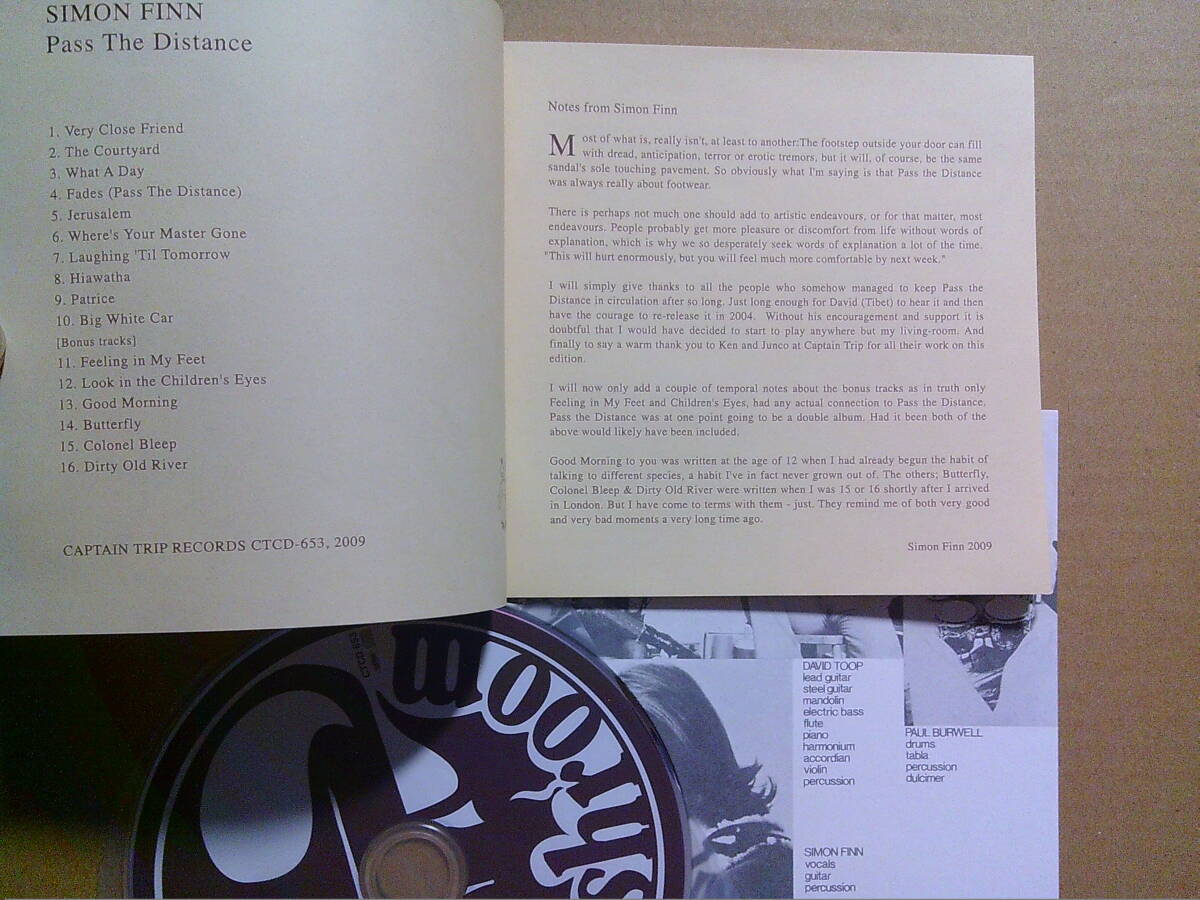 SIMON FINN
Pass The Distance
1. Very Close Friend
2. The Courtyard
3. What A Day
4. Fades (Pass The Distance)
5. Jerusalem
6. Where's Your Master Gone
7. Laughing 'Til Tomorrow
8. Hiawatha
9. Patrice
10. Big White Car
[Bonus tracks]
11. Feeling in My Feet
12. Look in the Children's Eyes
13. Good Morning
14. Butterfly
15. Colonel Bleep
16. Dirty Old River
CAPTAIN TRIP RECORDS CTCD-653, 2009
Notes from Simon Finn
Most of what is, really isn't, at least to another:The footstep outside your door can fill
with dread, anticipation, terror or erotic tremors, but it will, of course, be the same
sandal's sole touching pavement. So obviously what I'm saying is that Pass the Distance
was always really about footwear.
There is perhaps not much one should add to artistic endeavours, or for that matter, most
endeavours. People probably get more pleasure or discomfort from life without words of
explanation, which is why we so desperately seek words of explanation a lot of the time.
"This will hurt enormously, but you will feel much more comfortable by next week."
I will simply give thanks to all the people who somehow managed to keep Pass the
Distance in circulation after so long. Just long enough for David (Tibet) to hear it and then
have the courage to re-release it in 2004. Without his encouragement and support it is
doubtful that I would have decided to start to play anywhere but my living-room. And
finally to say a warm thank you to Ken and Junco at Captain Trip for all their work on this
edition.
I will now only add a couple of temporal notes about the bonus tracks as in truth only
Feeling in My Feet and Children's Eyes, had any actual connection to Pass the Distance,
Pass the Distance was at one point going to be a double album. Had it been both of the
above would likely have been included.
Good Morning to you was written at the age of 12 when I had already begun the habit of
talking to different species, a habit I've in fact never grown out of. The others; Butterfly,
Colonel Bleep & Dirty Old River were written when I was 15 or 16 shortly after I arrived
in London. But I have come to terms with them - just. They remind me of both very good
and very bad moments a very long time ago.
Simon Finn 2009
CTCD-653
DAVID TOOP
lead guitar
steel guitar
mandolin
electric bass
flute
piano
harmonium
accordian
violin
percussion
PAUL BURWELL
drums
tabla
percussion
dulcimer
SIMON FINN
vocals
guitar
percussion